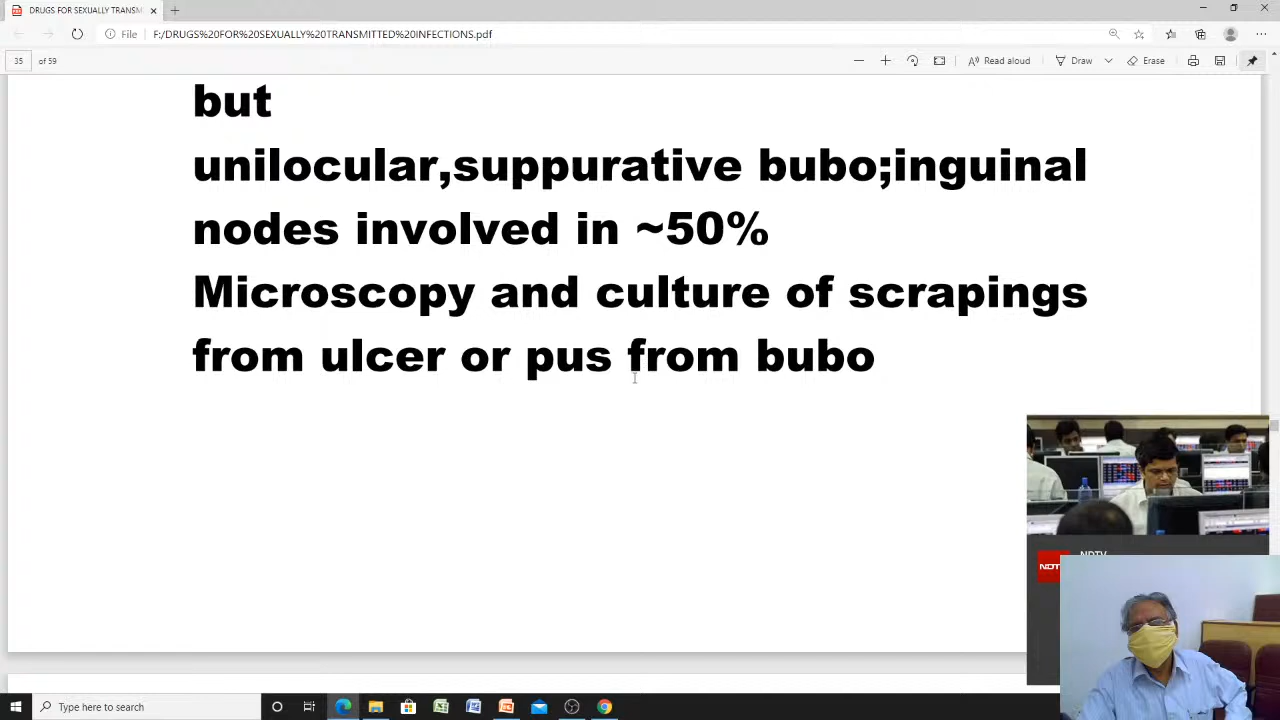 DRUGS FOR SEXUALLY TRANSM
File F:/DRUGS%20FOR%20SEXUALLY%20TRANSMITTED%20INFECTIONS.pdf
35 of 59 Read aloud Draw Erase
but
unilocular,suppurative bubo;inguinal
nodes involved in ~50%
Microscopy and culture of scrapings
from ulcer or pus from bubo
NDTV
Type here to search